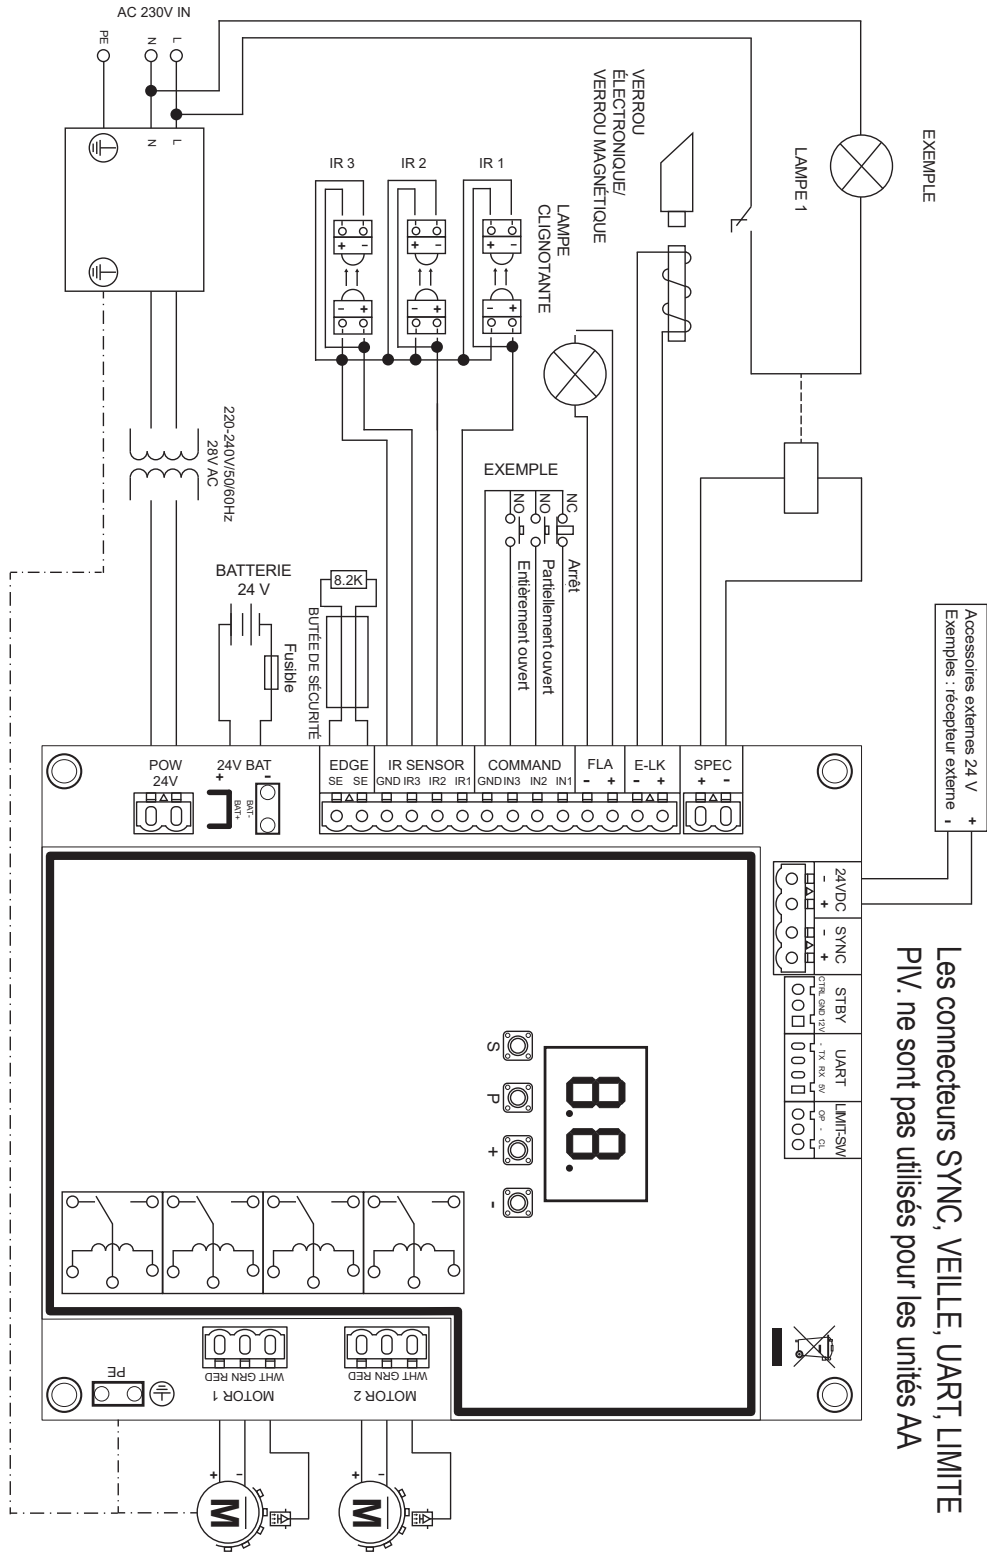 AC 230V IN
PE
N
L
N
L
EXEMPLE
LAMPE 1
VERROU
ÉLECTRONIQUE/
VERROU MAGNÉTIQUE
IR 3
IR 2
IR 1
+ -
+ -
+ -
- +
- +
- +
LAMPE
CLIGNOTANTE
220-240V/50/60Hz
28V AC
BATTERIE
24 V
Fusible
8.2K
BUTÉE DE SÉCURITÉ
EXEMPLE
NO
NO
NC
Arrêt
Partiellement ouvert
Entièrement ouvert
Accessoires externes 24 V
Exemples : récepteur externe
+
-
Les connecteurs SYNC, VEILLE, UART, LIMITE
PIV. ne sont pas utilisés pour les unités AA
POW
24V
24V BAT
+ -
BAT+
BAT-
EDGE
SE SE
IR SENSOR
GND IR3 IR2 IR1
COMMAND
GND IN3 IN2 IN1
FLA
- +
E-LK
- +
SPEC
+ -
24VDC
- +
SYNC
- +
STBY
CTRL GND 12V
UART
- TX RX 5V
LIMIT-SW
OP - CL
8.8.
S
P
+
-
PE
WHT GRN RED
MOTOR 1
WHT GRN RED
MOTOR 2
+ -
M
+ -
M